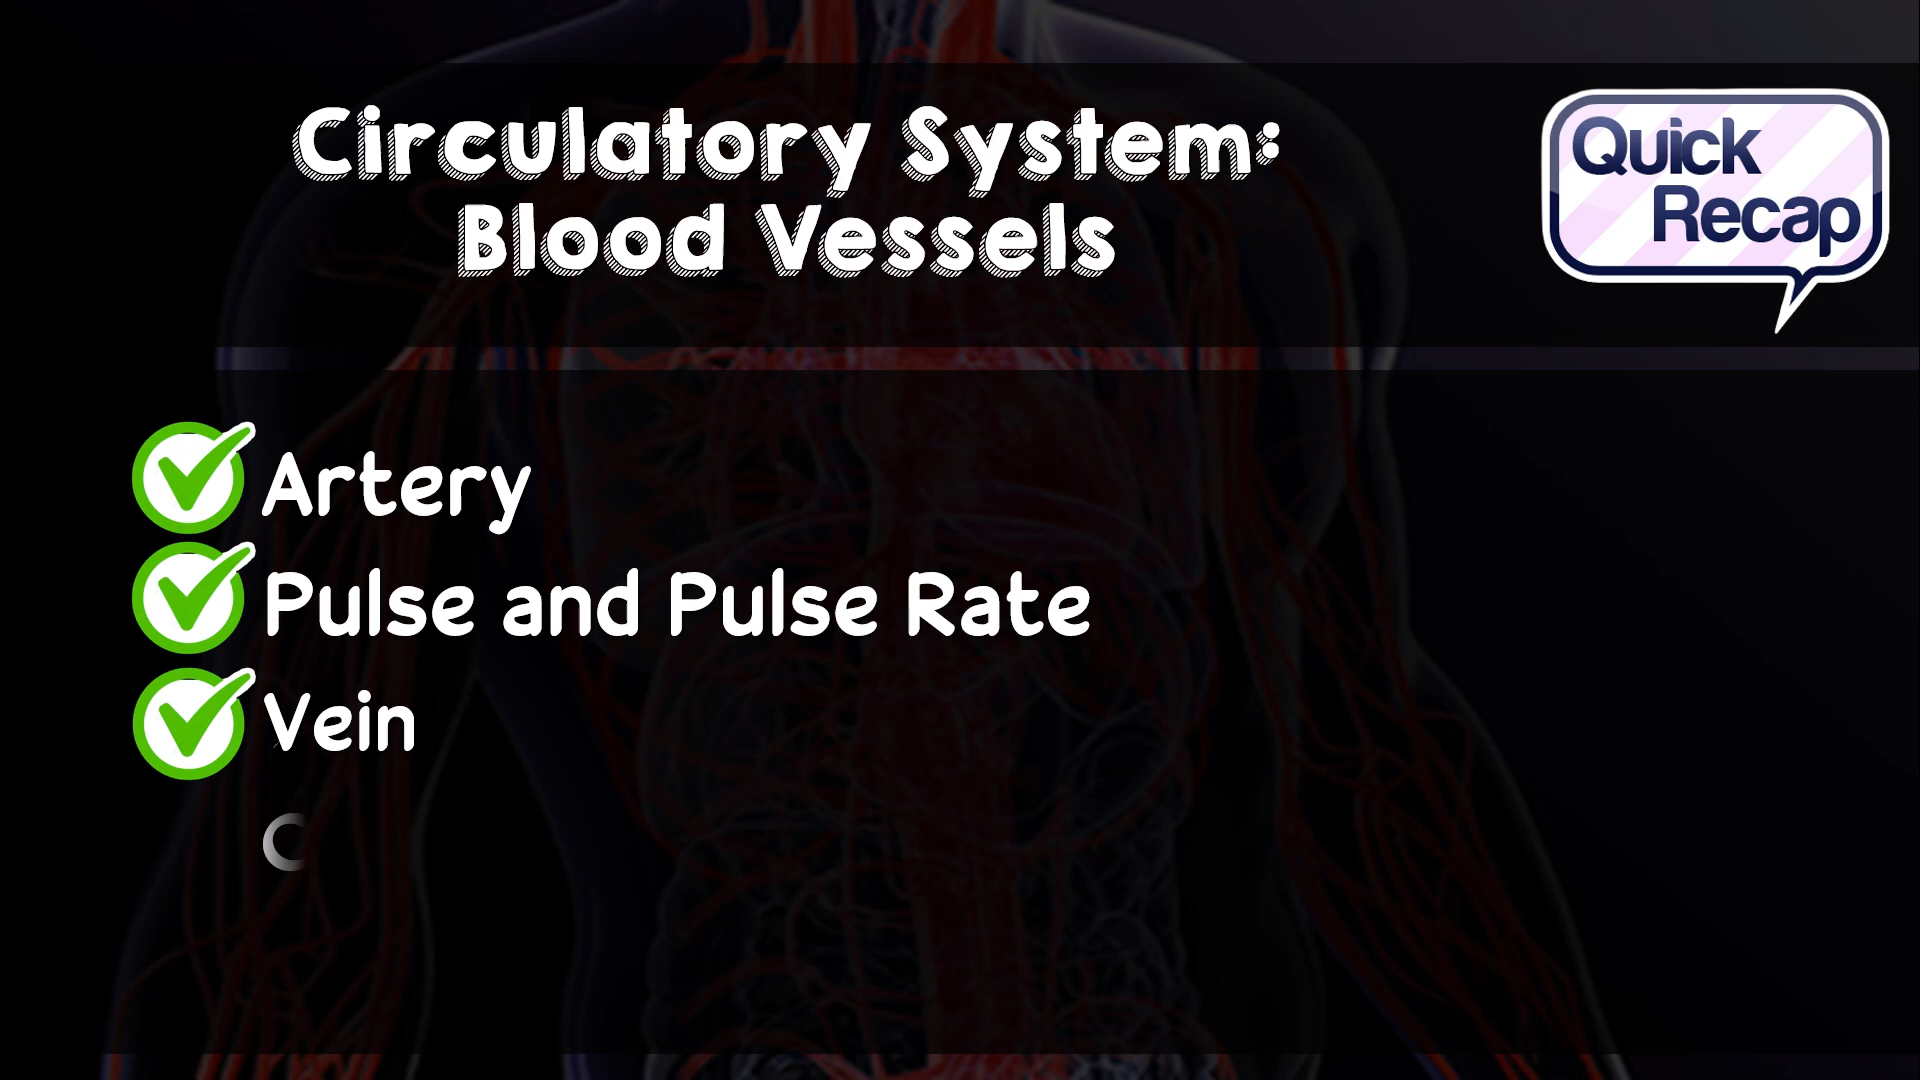 Circulatory System:
Blood Vessels
Quick
Recap
Artery
Pulse and Pulse Rate
Vein
C